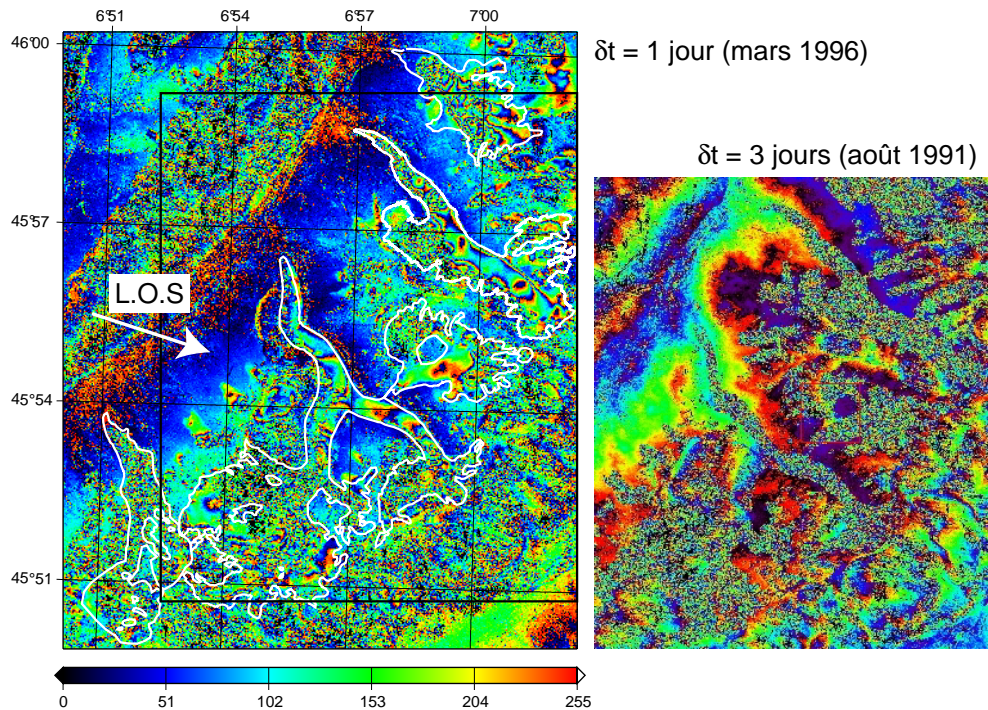 6°51 6°54 6°57 7°00
46°00
δt = 1 jour (mars 1996)
δt = 3 jours (août 1991)
45°57
L.O.S
45°54
45°51
0 51 102 153 204 255